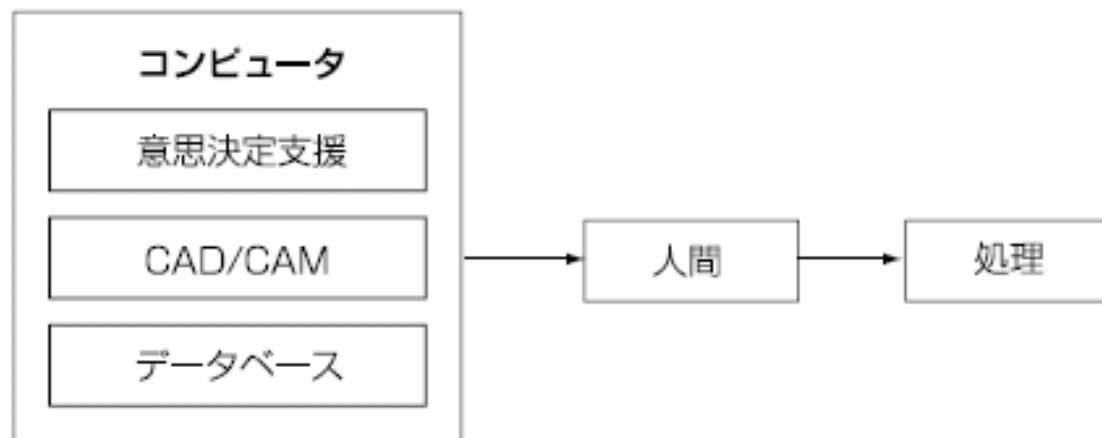 コンピュータ
意思決定支援
CAD/CAM
データベース
人間
処理